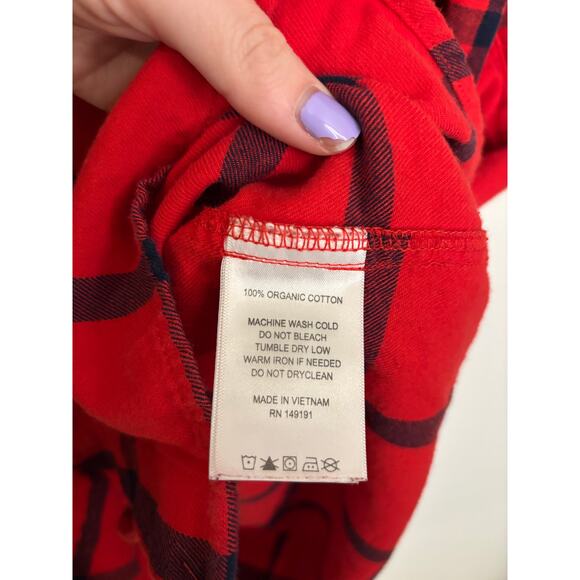 100% ORGANIC COTTON
MACHINE WASH COLD
DO NOT BLEACH
TUMBLE DRY LOW
WARM IRON IF NEEDED
DO NOT DRYCLEAN
MADE IN VIETNAM
RN 149191